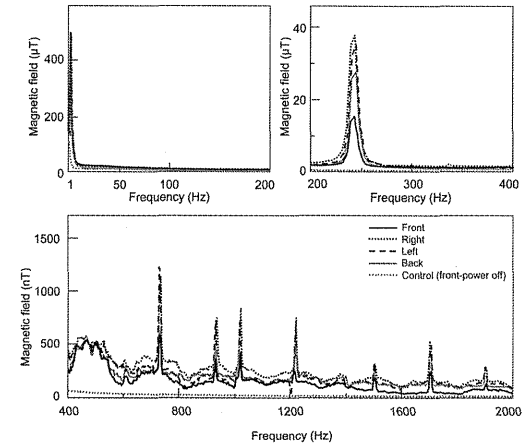 Magnetic field (µT)
400
200
0
1 50 100 200
Frequency (Hz)
Magnetic field (µT)
40
20
0
200 300 400
Frequency (Hz)
Magnetic field (nT)
1500
1000
500
0
400 800 1200 1600 2000
Frequency (Hz)
Front
Right
Left
Back
Control (front-power off)